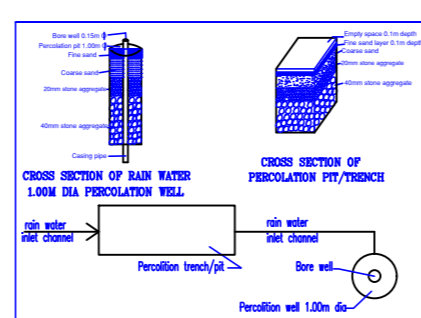 Bore well 0.15m
Percolation pit 1.00m
Fine sand
Coarse sand
20mm stone aggregate
40mm stone aggregate
Casing pipe
CROSS SECTION OF RAIN WATER
1.00M DIA PERCOLATION WELL
Empty space 0.1m depth
Fine sand layer 0.1m depth
Coarse sand
20mm stone aggregate
40mm stone aggregate
CROSS SECTION OF
PERCOLATION PIT/TRENCH
rain water
inlet channel
Percolition trench/pit
rain water
inlet channel
Bore well
Percolition well 1.00m dia